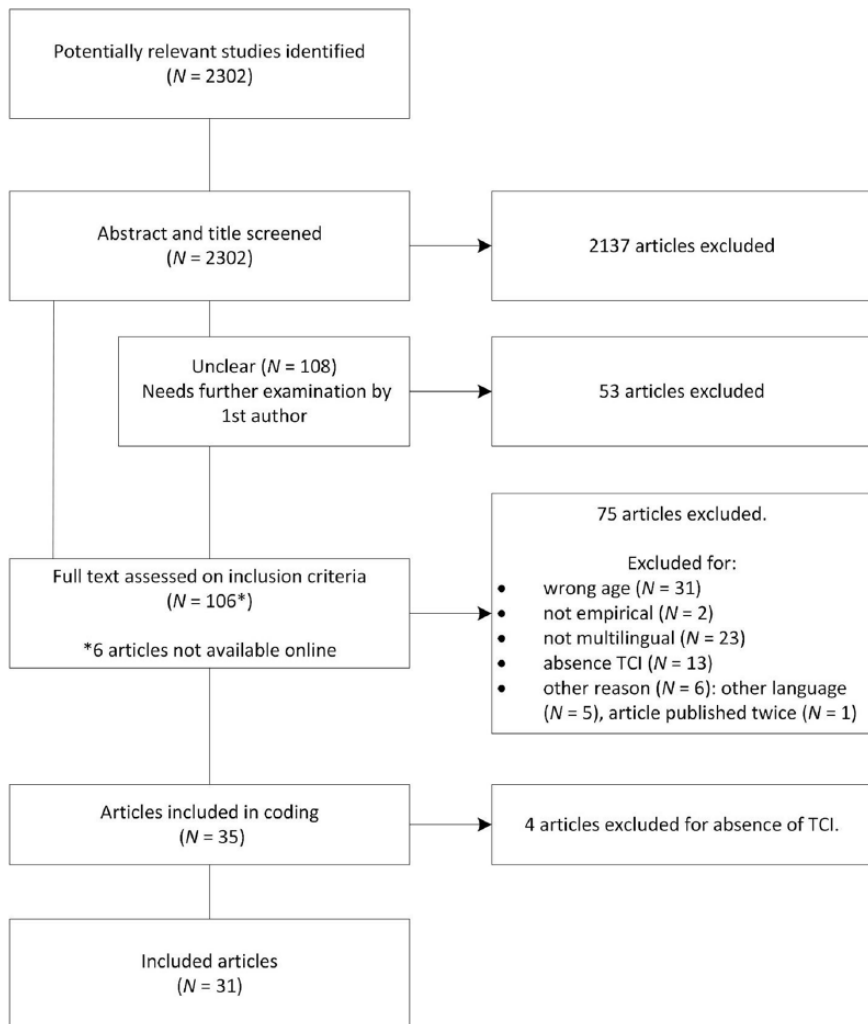 Potentially relevant studies identified
(N = 2302)
Abstract and title screened
(N = 2302)
2137 articles excluded
Unclear (N = 108)
Needs further examination by
1st author
53 articles excluded
Full text assessed on inclusion criteria
(N = 106*)
*6 articles not available online
75 articles excluded.
Excluded for:
• wrong age (N = 31)
• not empirical (N = 2)
• not multilingual (N = 23)
• absence TCI (N = 13)
• other reason (N = 6): other language
(N = 5), article published twice (N = 1)
Articles included in coding
(N = 35)
4 articles excluded for absence of TCI.
Included articles
(N = 31)